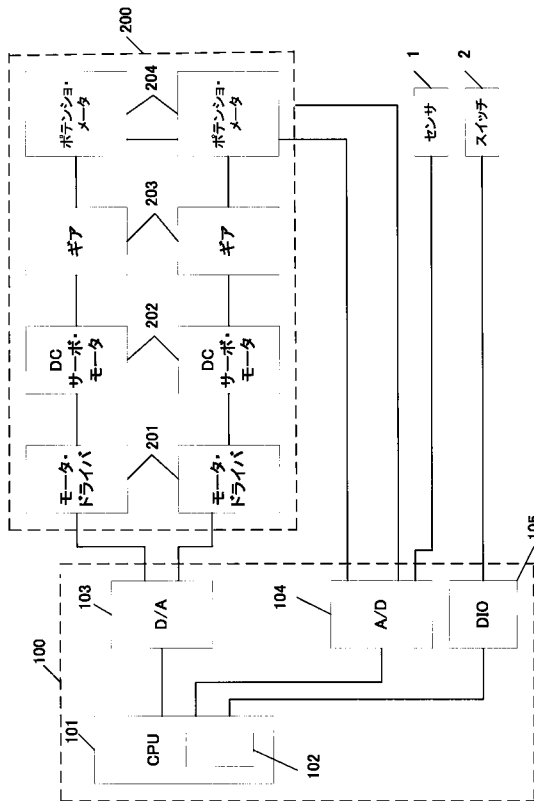 200
ポテンショ・
メータ
204
ポテンショ・
メータ
ギア
203
ギア
DC
サーボ・
モータ
202
DC
サーボ・
モータ
モータ・
ドライバ
201
モータ・
ドライバ
1
センサ
2
スイッチ
100
103
D/A
104
A/D
105
DIO
101
CPU
102